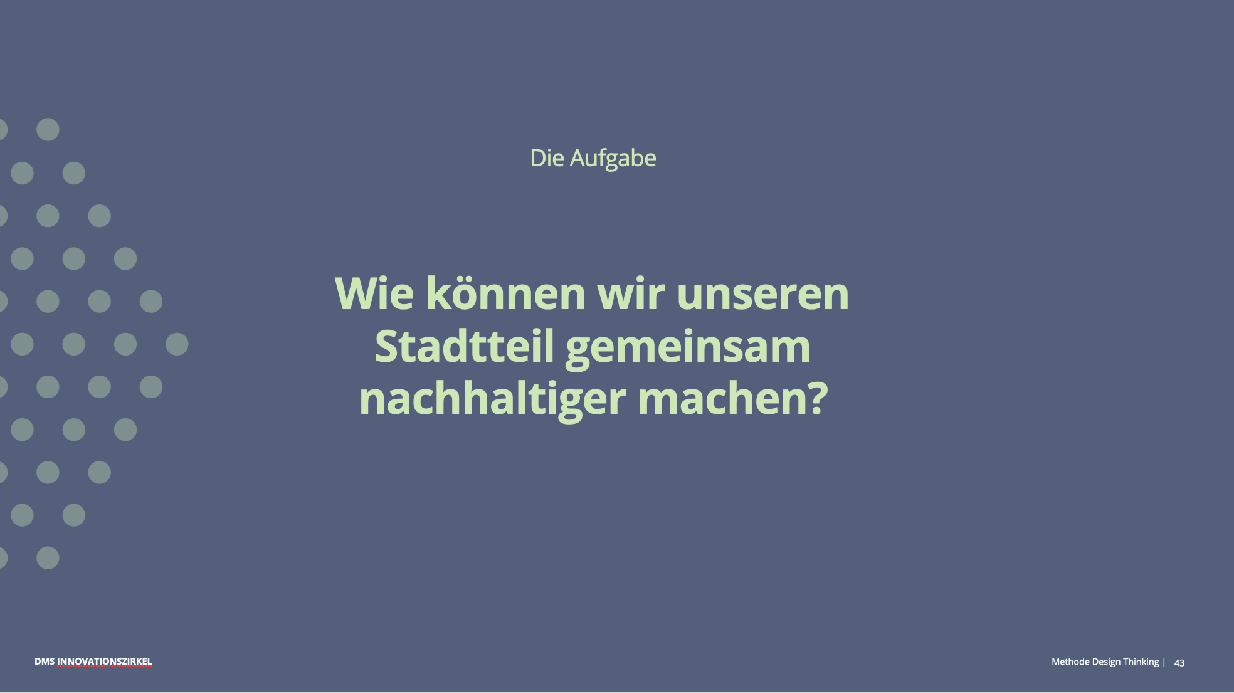 Die Aufgabe
Wie können wir unseren
Stadtteil gemeinsam
nachhaltiger machen?
DMS INNOVATIONSZIRKEL
Methode Design Thinking | 43